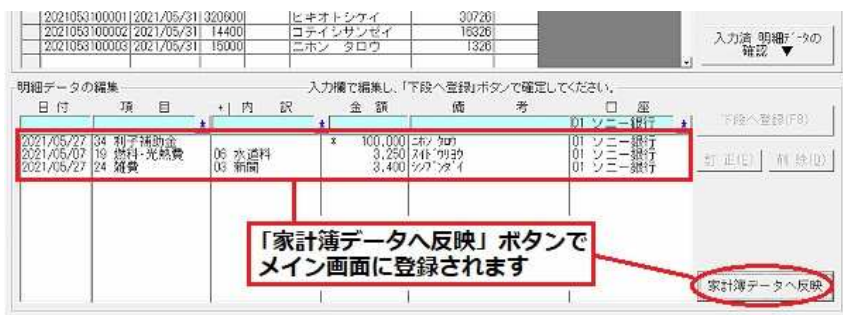 2021053100001 2021/05/31 320600 ヒキオトシケイ 30726
2021053100002 2021/05/31 14400 コテイシサンゼイ 16326
2021053100003 2021/05/31 15000 ニホン タロウ 1326
入力済 明細データの
確認 ▼
明細データの編集 入力欄で編集し、「下段へ登録」ボタンで確定してください。
日付 項目 +| 内訳 金額 備考 口座
01 ソニー銀行 下段へ登録(F8)
2021/05/27 34 利子補助金 x 100,000 ニホン タロウ 01 ソニー銀行
2021/05/07 19 燃料・光熱費 06 水道料 3,250 スイドウリヨウ 01 ソニー銀行
2021/05/27 24 雑費 03 新聞 3,400 シンブンダイ 01 ソニー銀行
訂正(E) 削除(D)
「家計簿データへ反映」ボタンで
メイン画面に登録されます
家計簿データへ反映